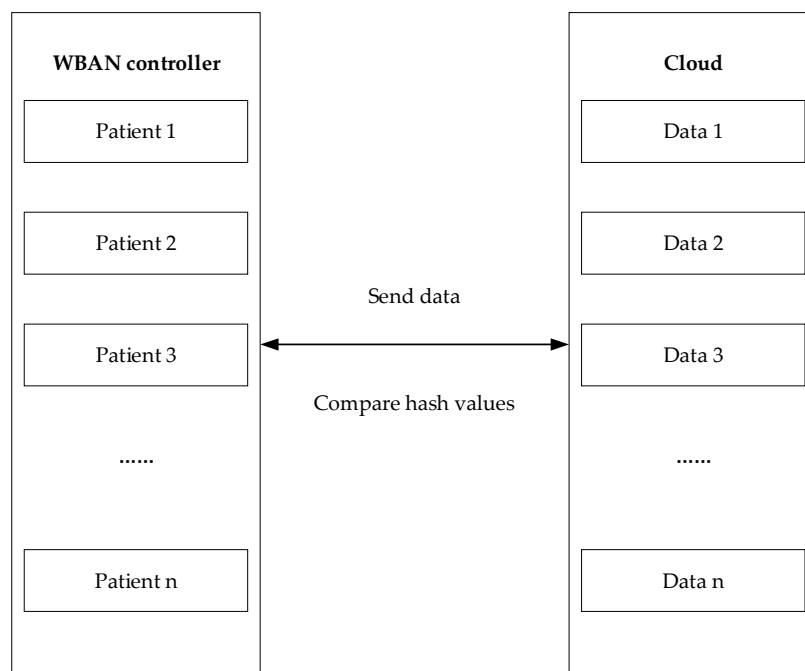 WBAN controller
Patient 1
Patient 2
Patient 3
......
Patient n
Send data
Compare hash values
Cloud
Data 1
Data 2
Data 3
......
Data n